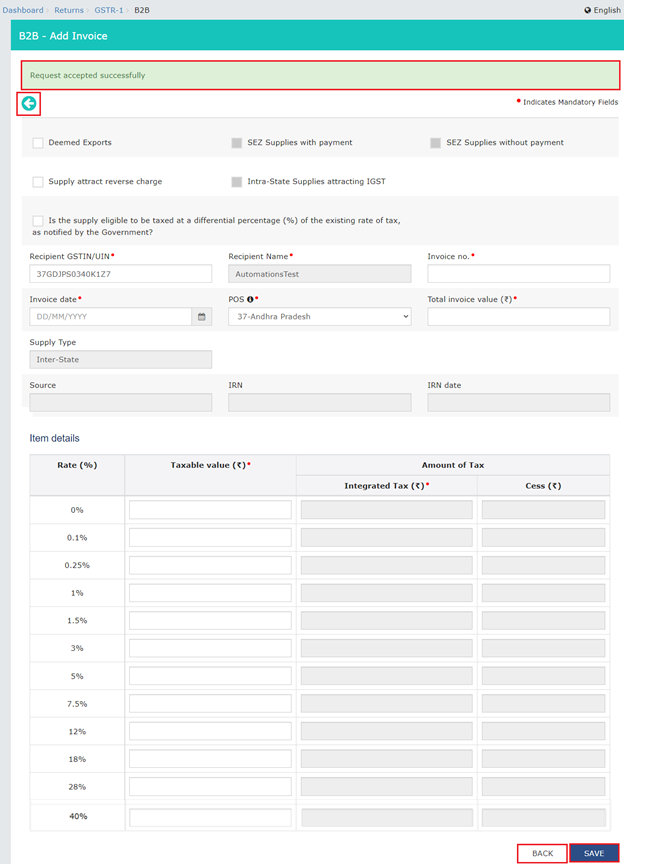 Dashboard › Returns › GSTR-1 › B2B English
B2B - Add Invoice
Request accepted successfully
• Indicates Mandatory Fields
Deemed Exports SEZ Supplies with payment SEZ Supplies without payment
Supply attract reverse charge Intra-State Supplies attracting IGST
Is the supply eligible to be taxed at a differential percentage (%) of the existing rate of tax,
as notified by the Government?
Recipient GSTIN/UIN• Recipient Name• Invoice no.•
37GDJPS0340K1Z7 AutomationsTest
Invoice date• POS • Total invoice value (₹)•
DD/MM/YYYY 37-Andhra Pradesh
Supply Type
Inter-State
Source IRN IRN date
Item details
Rate (%) Taxable value (₹)• Amount of Tax
Integrated Tax (₹)• Cess (₹)
0%
0.1%
0.25%
1%
1.5%
3%
5%
7.5%
12%
18%
28%
40%
BACK SAVE